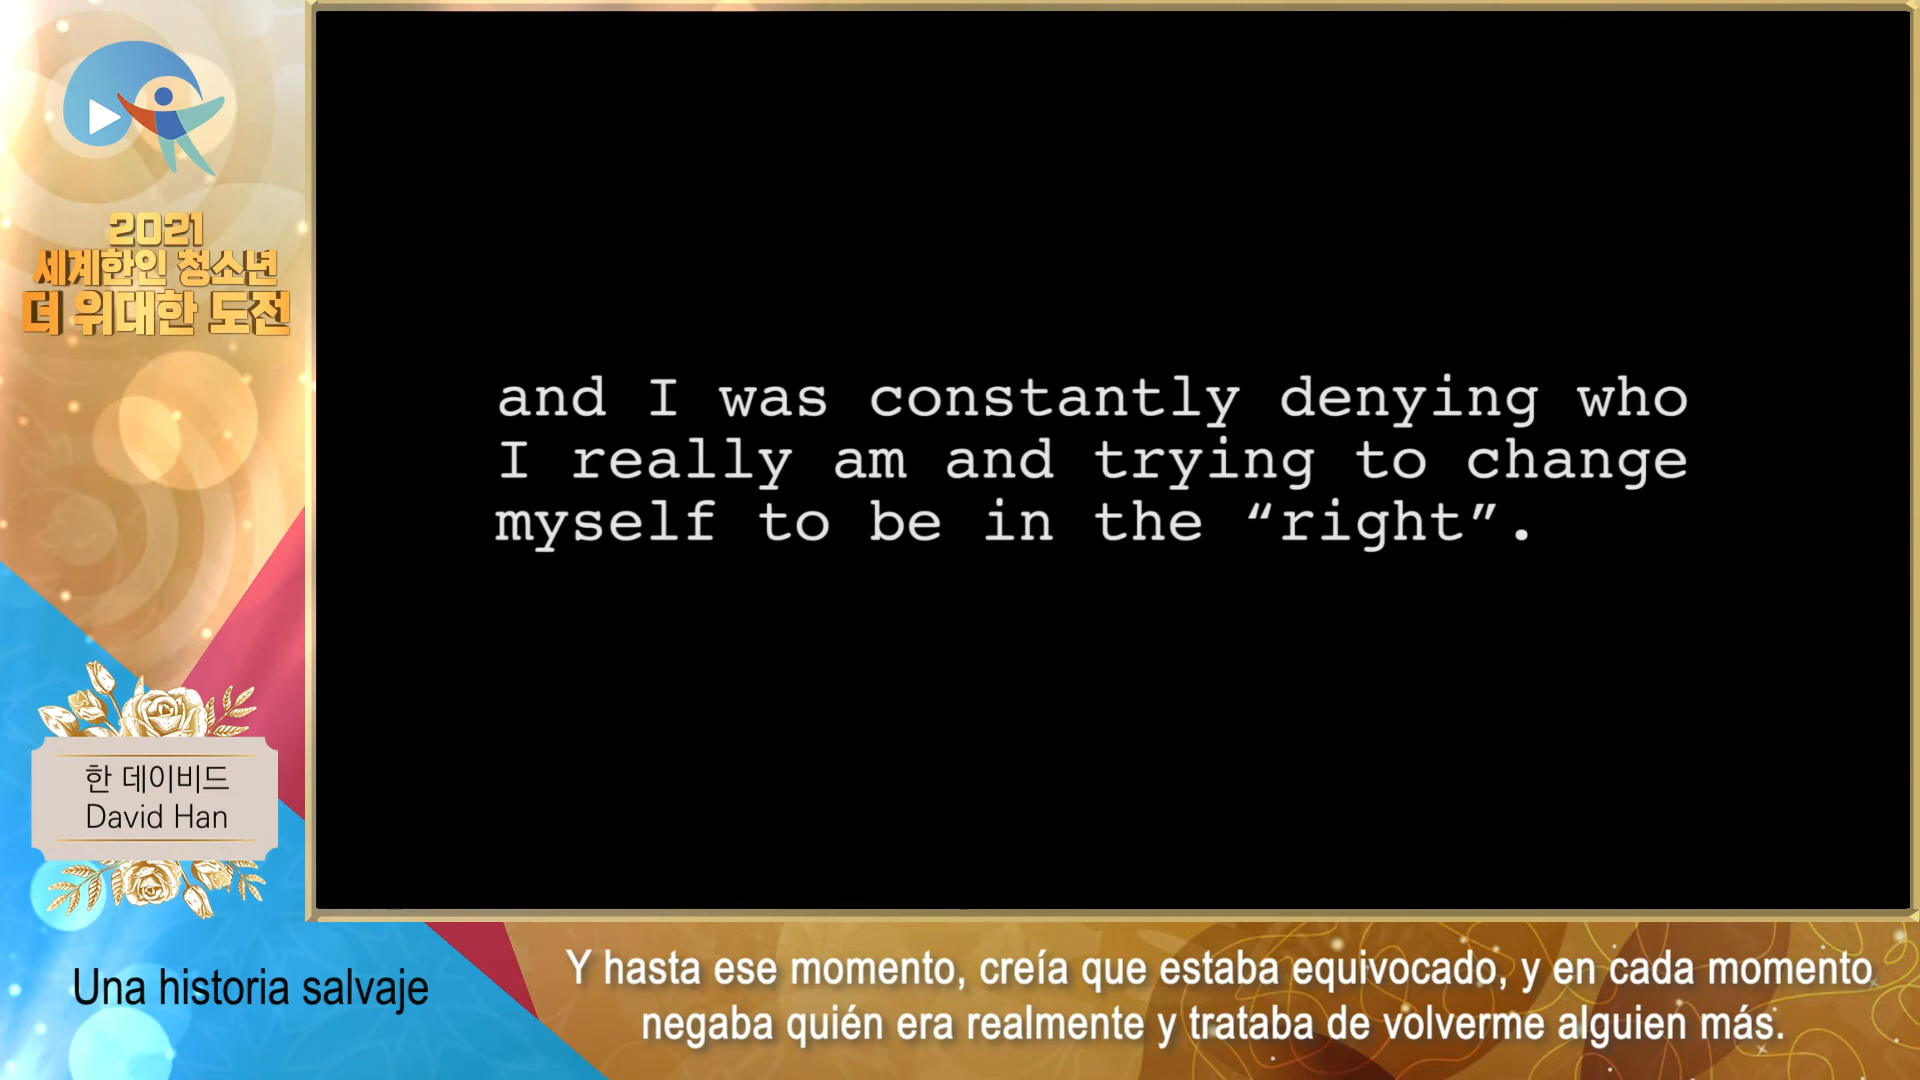 2021
세계한인 청소년
더 위대한 도전
and I was constantly denying who
I really am and trying to change
myself to be in the “right”.
한 데이비드
David Han
Una historia salvaje
Y hasta ese momento, creía que estaba equivocado, y en cada momento
negaba quién era realmente y trataba de volverme alguien más.